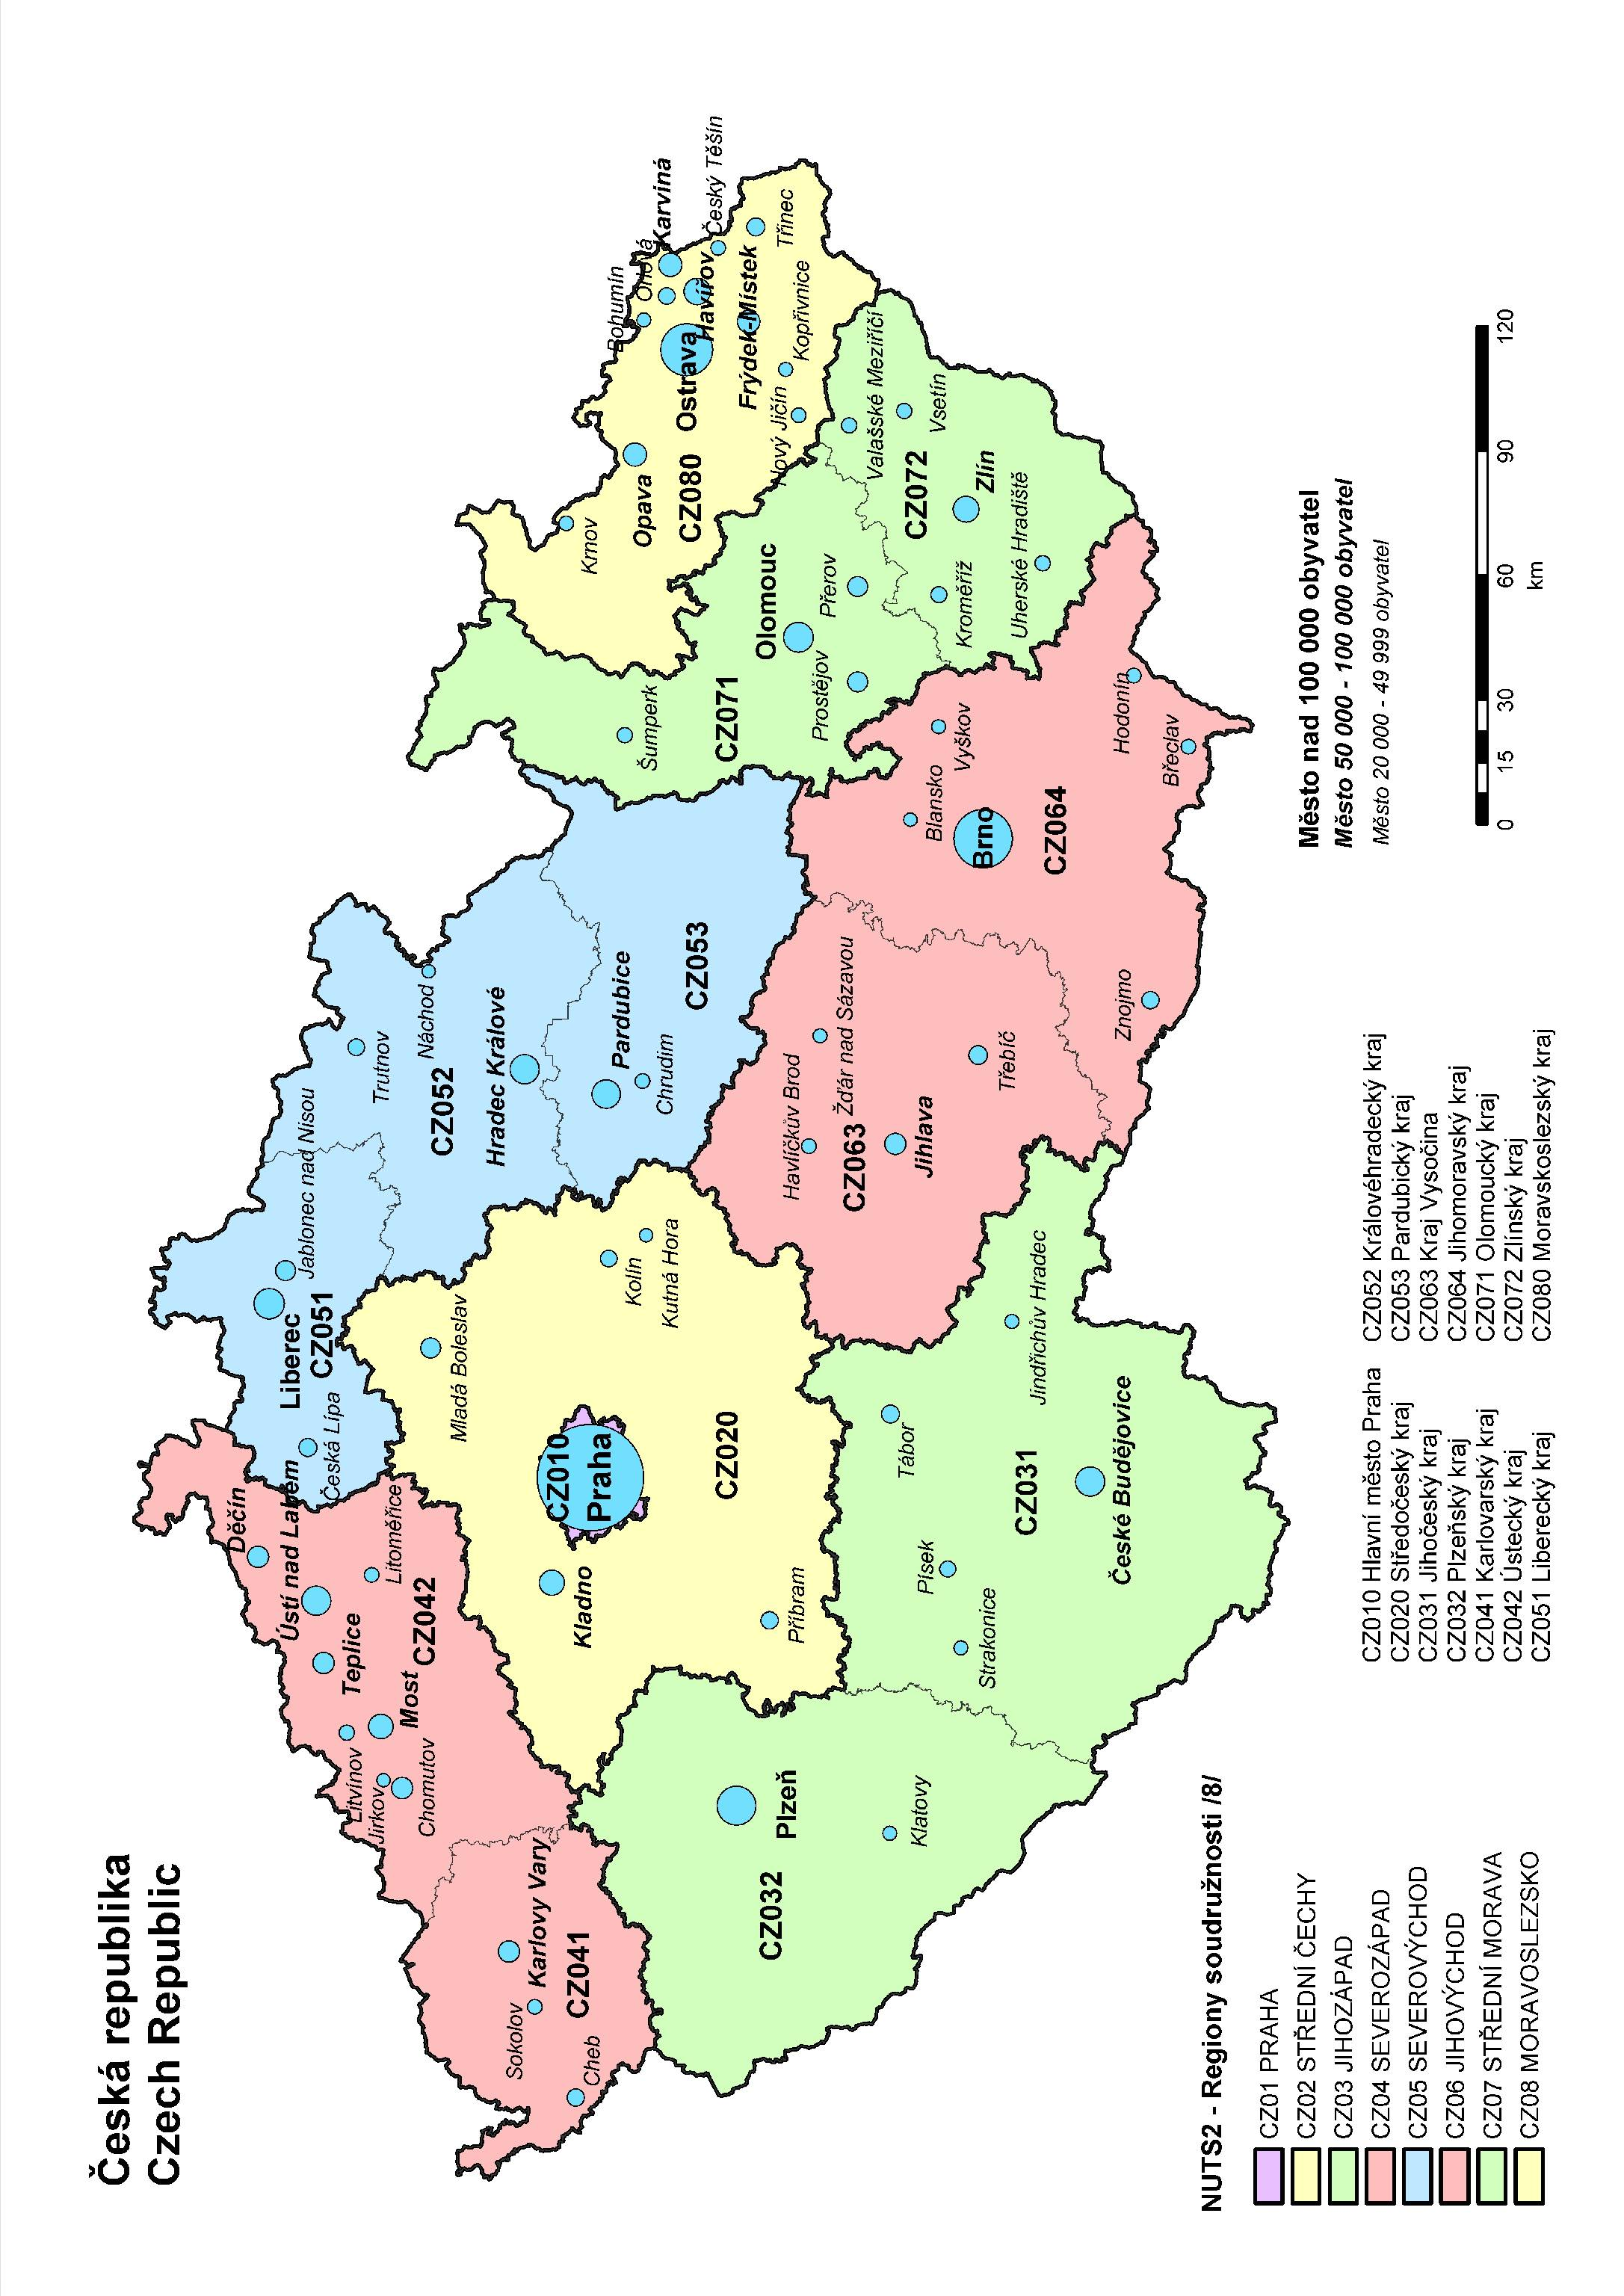 Česká republika
Czech Republic
Děčín
Ústí nad Labem
Teplice
Litoměřice
CZ042
Most
Litvínov
Jirkov
Chomutov
Karlovy Vary
Sokolov
CZ041
Cheb
Liberec
CZ051
Jablonec nad Nisou
Česká Lípa
Trutnov
Náchod
CZ052
Hradec Králové
Pardubice
Chrudim
CZ053
Mladá Boleslav
CZ010
Praha
Kladno
Kolín
Kutná Hora
CZ020
Příbram
CZ032
Plzeň
Klatovy
Tábor
Písek
Strakonice
CZ031
Jindřichův Hradec
České Budějovice
Havlíčkův Brod
Žďár nad Sázavou
CZ063
Jihlava
Třebíč
Znojmo
Blansko
Vyškov
Brno
CZ064
Hodonín
Břeclav
Šumperk
CZ071
Olomouc
Prostějov
Přerov
Krnov
Opava
CZ080
Ostrava
Bohumín
Orlová
Karviná
Havířov
Český Těšín
Frýdek-Místek
Třinec
Kopřivnice
Nový Jičín
Valašské Meziříčí
Vsetín
CZ072
Zlín
Kroměříž
Uherské Hradiště
NUTS2 - Regiony soudružnosti /8/
CZ01 PRAHA
CZ02 STŘEDNÍ ČECHY
CZ03 JIHOZÁPAD
CZ04 SEVEROZÁPAD
CZ05 SEVEROVÝCHOD
CZ06 JIHOVÝCHOD
CZ07 STŘEDNÍ MORAVA
CZ08 MORAVOSLEZSKO
CZ010 Hlavní město Praha
CZ020 Středočeský kraj
CZ031 Jihočeský kraj
CZ032 Plzeňský kraj
CZ041 Karlovarský kraj
CZ042 Ústecký kraj
CZ051 Liberecký kraj
CZ052 Královéhradecký kraj
CZ053 Pardubický kraj
CZ063 Kraj Vysočina
CZ064 Jihomoravský kraj
CZ071 Olomoucký kraj
CZ072 Zlínský kraj
CZ080 Moravskoslezský kraj
Město nad 100 000 obyvatel
Město 50 000 - 100 000 obyvatel
Město 20 000 - 49 999 obyvatel
0 15 30 60 90 120
km